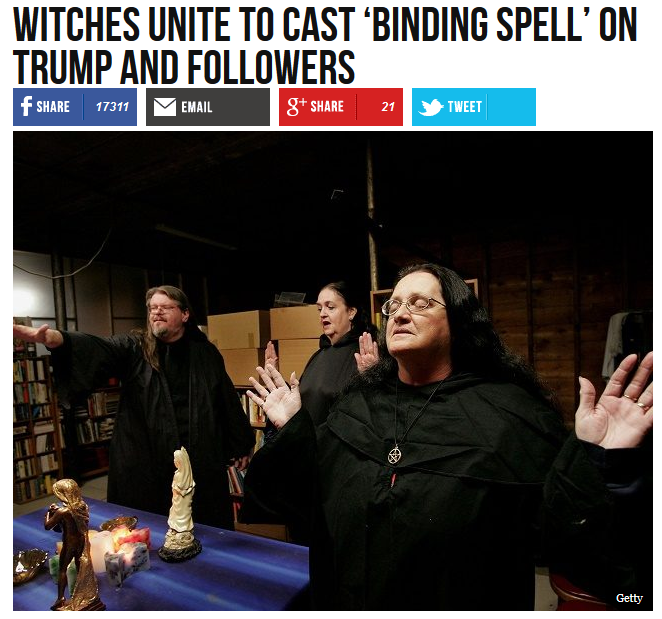 WITCHES UNITE TO CAST ‘BINDING SPELL’ ON
TRUMP AND FOLLOWERS
f SHARE 17311 EMAIL g+ SHARE 21 TWEET
Getty